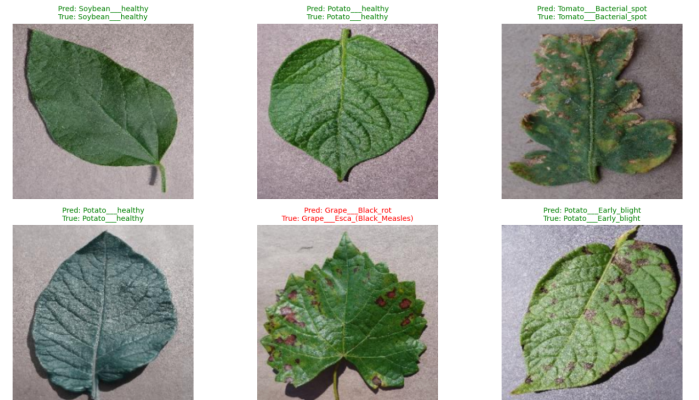 Pred: Soybean___healthy
True: Soybean___healthy
Pred: Potato___healthy
True: Potato___healthy
Pred: Tomato___Bacterial_spot
True: Tomato___Bacterial_spot
Pred: Potato___healthy
True: Potato___healthy
Pred: Grape___Black_rot
True: Grape___Esca_(Black_Measles)
Pred: Potato___Early_blight
True: Potato___Early_blight